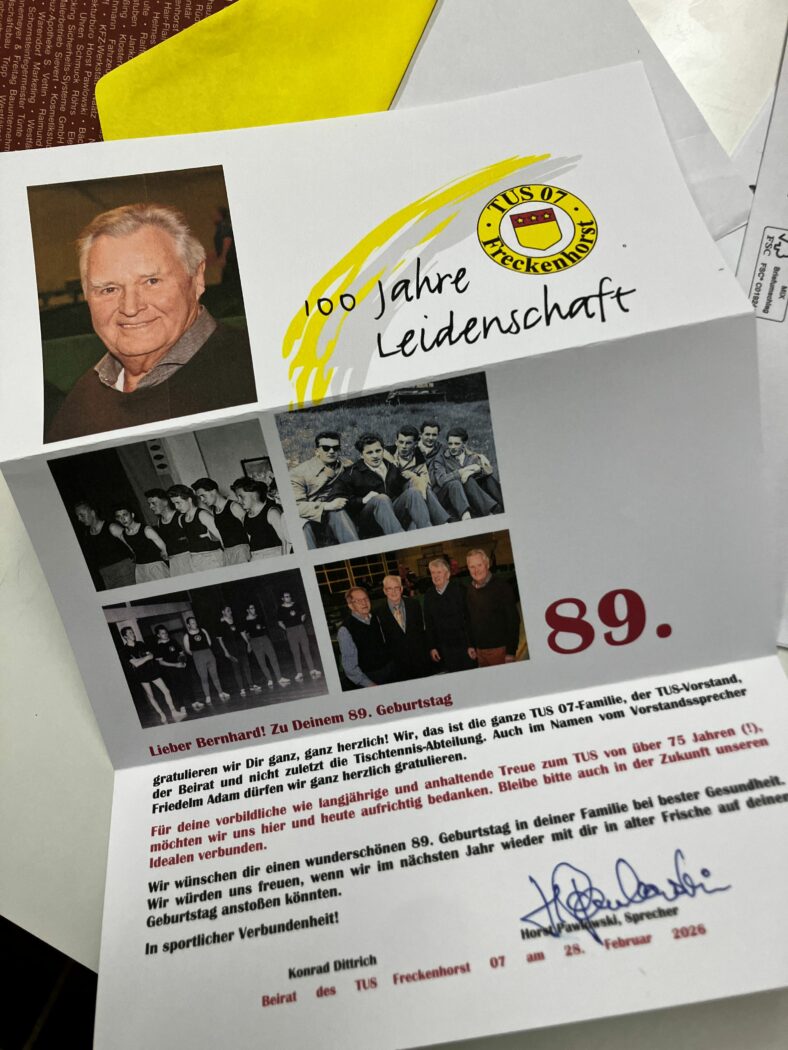 TUS 07
Freckenhorst
100 Jahre
Leidenschaft
89.
Lieber Bernhard! Zu Deinem 89. Geburtstag
gratulieren wir Dir ganz, ganz herzlich! Wir, das ist die ganze TUS 07-Familie, der TUS-Vorstand,
der Beirat und nicht zuletzt die Tischtennis-Abteilung. Auch im Namen vom Vorstandssprecher
Friedelm Adam dürfen wir ganz herzlich gratulieren.
Für deine vorbildliche wie langjährige und anhaltende Treue zum TUS von über 75 Jahren (!),
möchten wir uns hier und heute aufrichtig bedanken. Bleibe bitte auch in der Zukunft unseren
Idealen verbunden.
Wir wünschen dir einen wunderschönen 89. Geburtstag in deiner Familie bei bester Gesundheit.
Wir würden uns freuen, wenn wir im nächsten Jahr wieder mit dir in alter Frische auf deinen
Geburtstag anstoßen könnten.
In sportlicher Verbundenheit!
Horst Pawlowski, Sprecher
Konrad Dittrich
Beirat des TUS Freckenhorst 07 am 28. Februar 2026
MIX
Briefumschlag
FSC